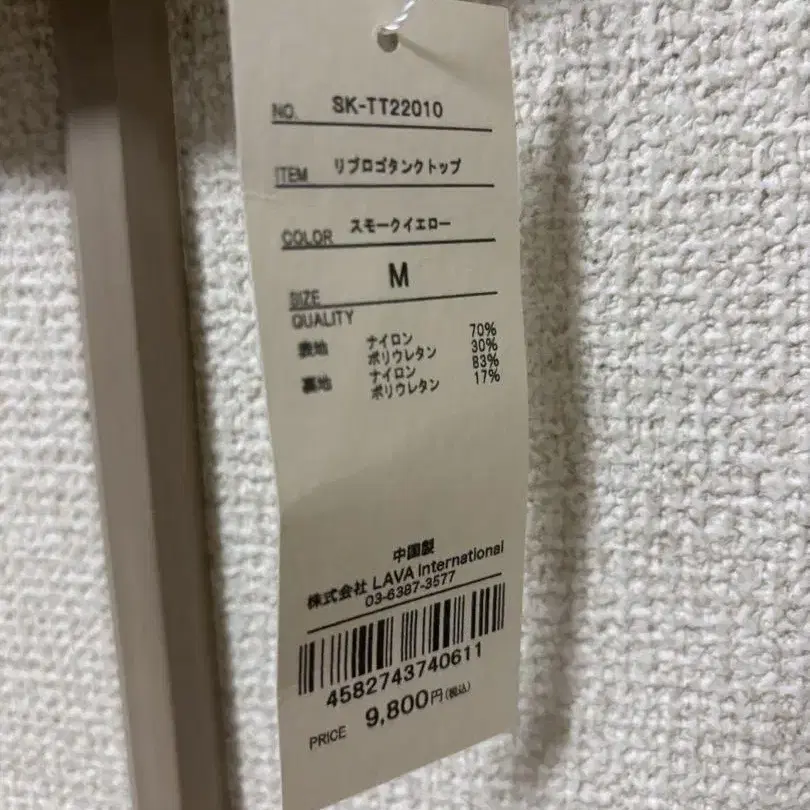 NO. SK-TT22010
ITEM リブロゴタンクトップ
COLOR スモークイエロー
SIZE M
QUALITY
表地 ナイロン 70%
ポリウレタン 30%
裏地 ナイロン 83%
ポリウレタン 17%
中国製
株式会社 LAVA International
03-6387-3577
4582743740611
PRICE 9,800円(税込)